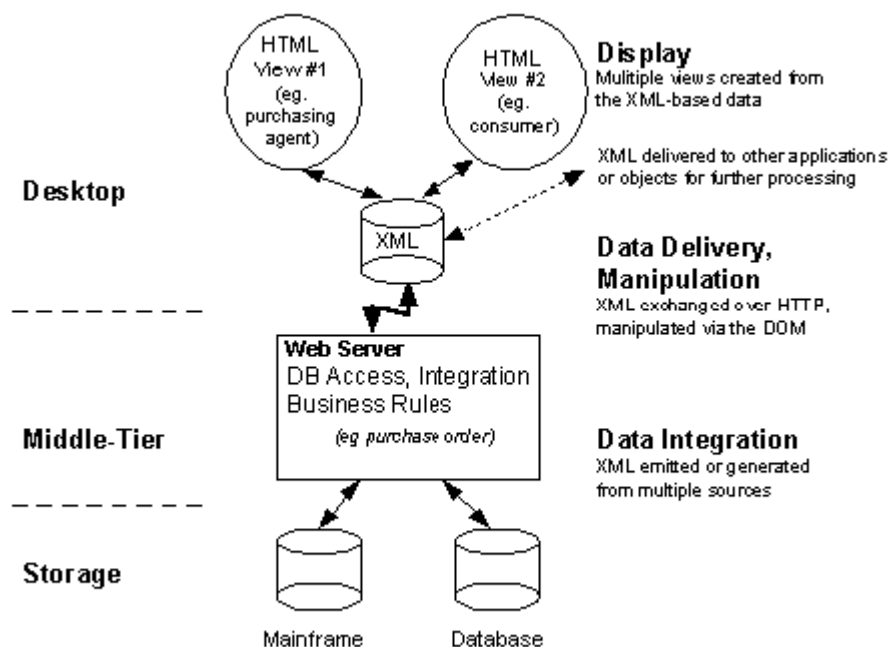 HTML
View #1
(eg.
purchasing
agent)
HTML
View #2
(eg.
consumer)
Display
Mulitiple views created from
the XML-based data
XML delivered to other applications
or objects for further processing
Desktop
XML
Data Delivery,
Manipulation
XML exchanged over HTTP,
manipulated via the DOM
Web Server
DB Access, Integration
Business Rules
(eg purchase order)
Middle-Tier
Data Integration
XML emitted or generated
from multiple sources
Storage
Mainframe
Database